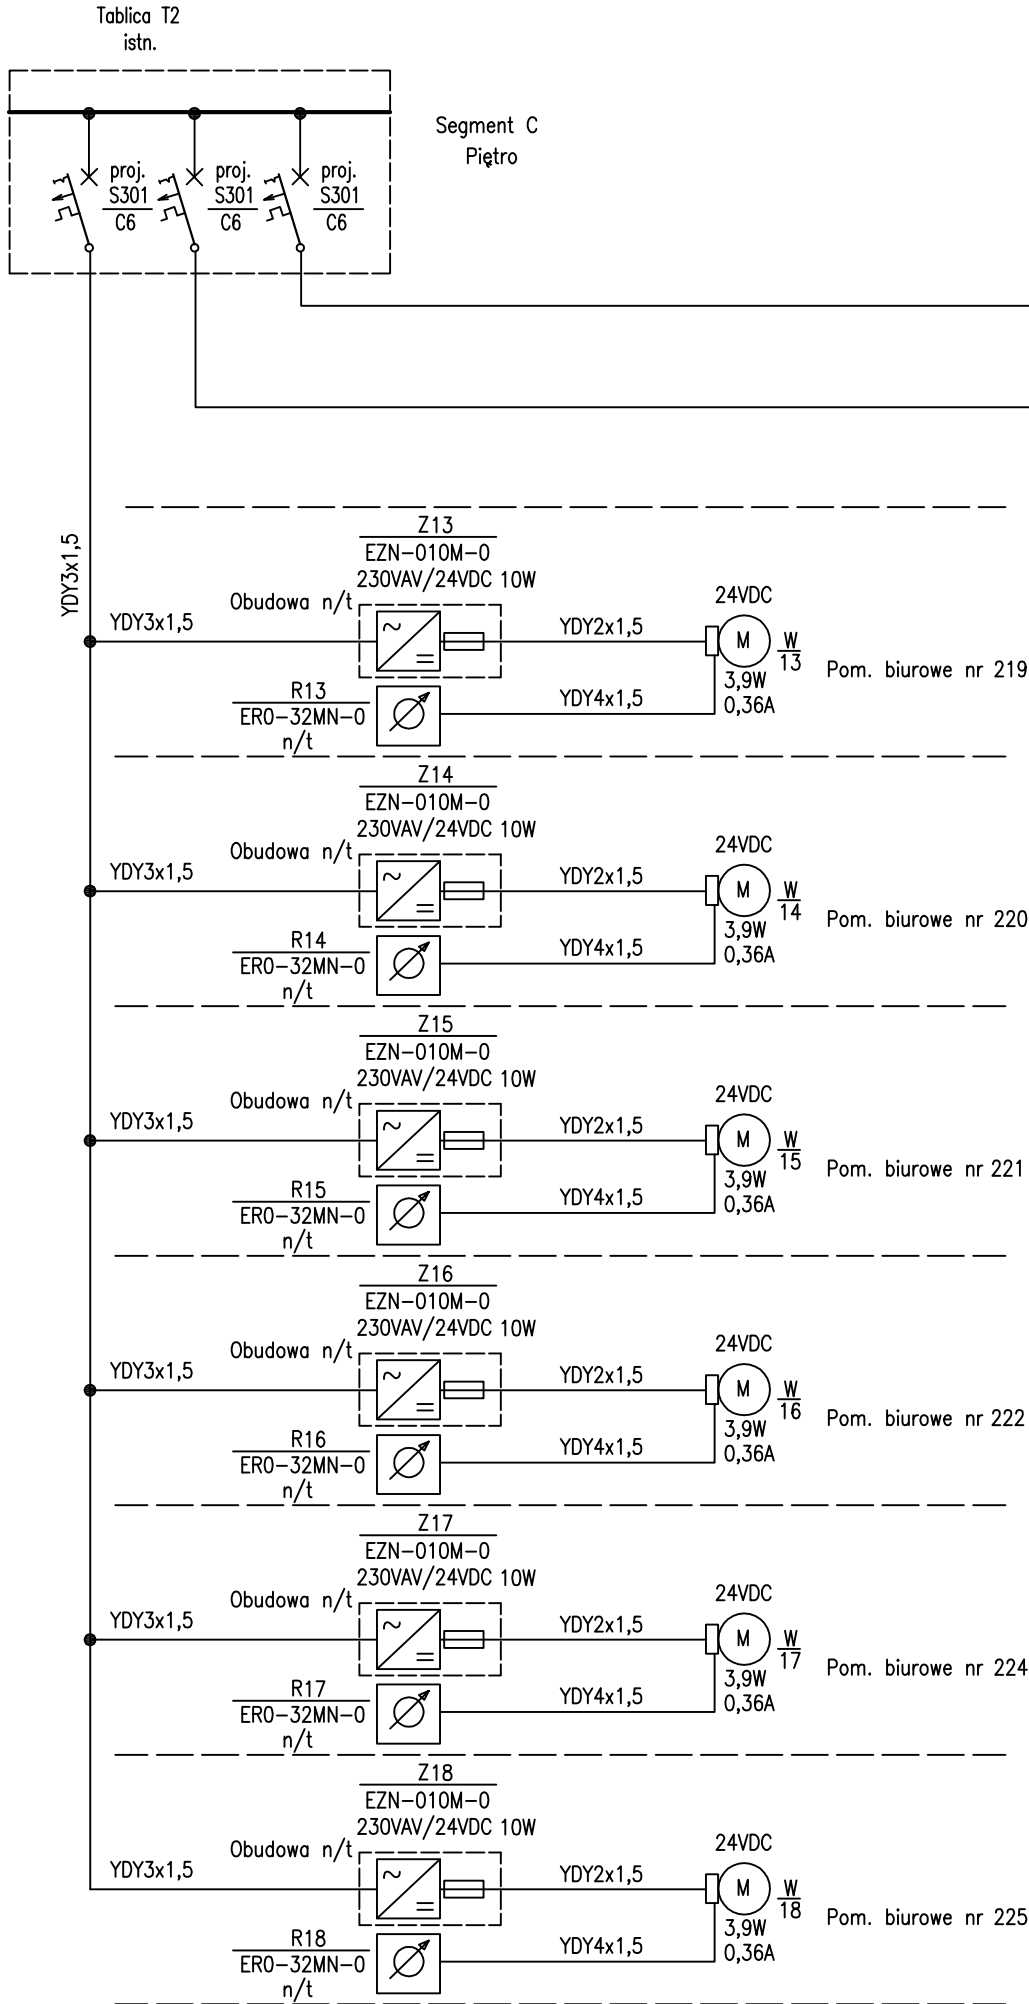 Tablica T2
istn.
Segment C
Piętro
proj.
S301
C6
proj.
S301
C6
proj.
S301
C6
YDY3x1,5
Z13
EZN-010M-0
230VAV/24VDC 10W
Obudowa n/t
YDY3x1,5
YDY2x1,5
24VDC
M
W
13
3,9W
0,36A
Pom. biurowe nr 219
R13
ERO-32MN-0
n/t
YDY4x1,5
Z14
EZN-010M-0
230VAV/24VDC 10W
Obudowa n/t
YDY3x1,5
YDY2x1,5
24VDC
M
W
14
3,9W
0,36A
Pom. biurowe nr 220
R14
ERO-32MN-0
n/t
YDY4x1,5
Z15
EZN-010M-0
230VAV/24VDC 10W
Obudowa n/t
YDY3x1,5
YDY2x1,5
24VDC
M
W
15
3,9W
0,36A
Pom. biurowe nr 221
R15
ERO-32MN-0
n/t
YDY4x1,5
Z16
EZN-010M-0
230VAV/24VDC 10W
Obudowa n/t
YDY3x1,5
YDY2x1,5
24VDC
M
W
16
3,9W
0,36A
Pom. biurowe nr 222
R16
ERO-32MN-0
n/t
YDY4x1,5
Z17
EZN-010M-0
230VAV/24VDC 10W
Obudowa n/t
YDY3x1,5
YDY2x1,5
24VDC
M
W
17
3,9W
0,36A
Pom. biurowe nr 224
R17
ERO-32MN-0
n/t
YDY4x1,5
Z18
EZN-010M-0
230VAV/24VDC 10W
Obudowa n/t
YDY3x1,5
YDY2x1,5
24VDC
M
W
18
3,9W
0,36A
Pom. biurowe nr 225
R18
ERO-32MN-0
n/t
YDY4x1,5